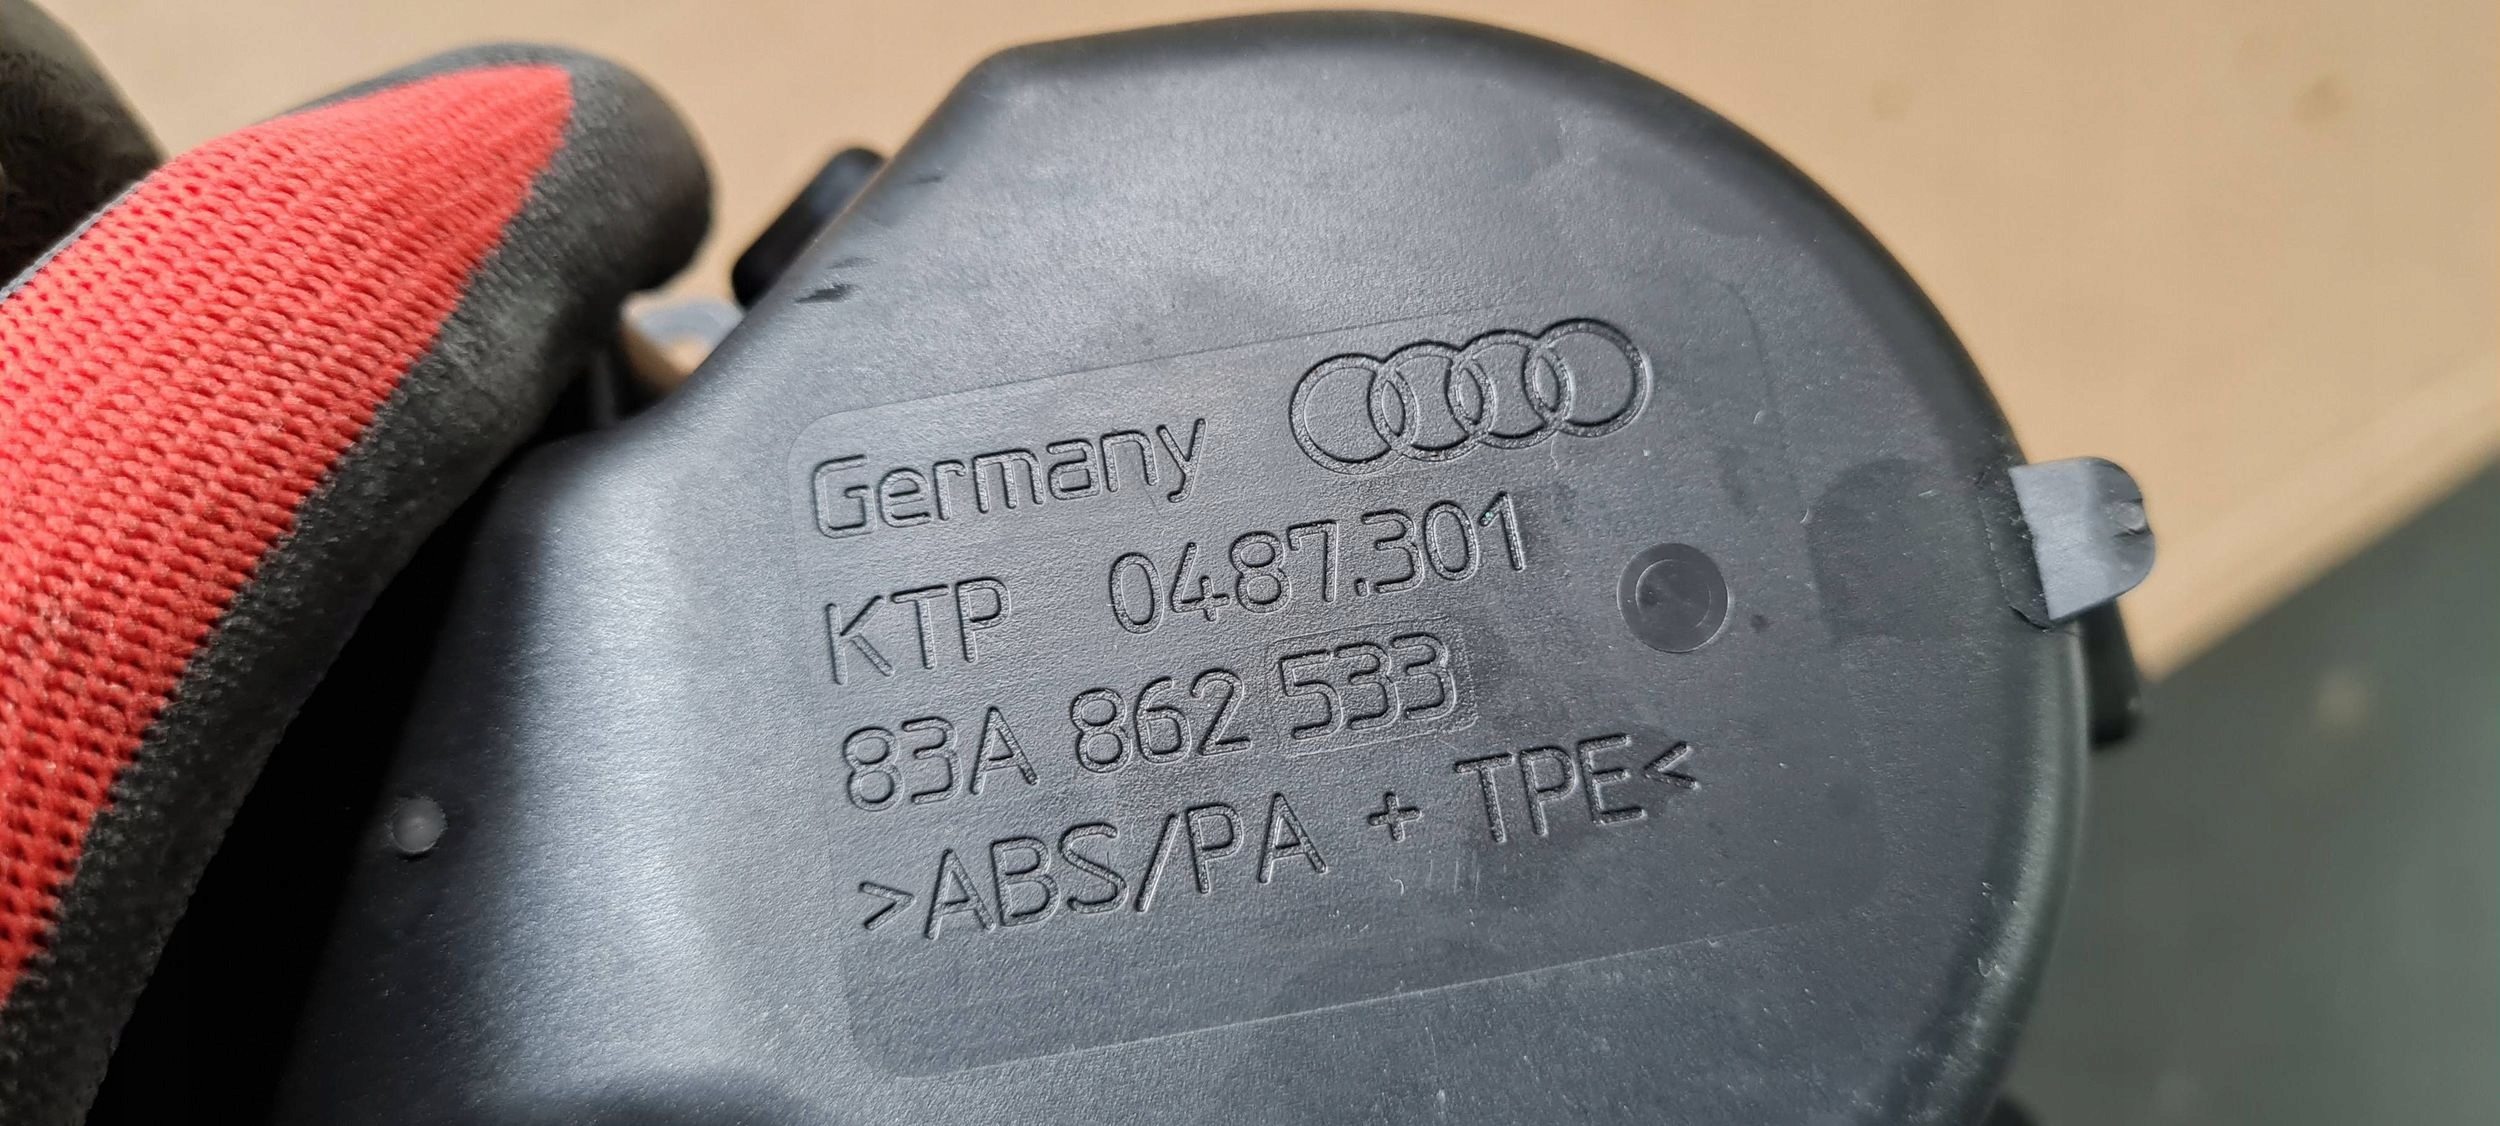 Germany
KTP 0487.301
83A 862 533
>ABS/PA + TPE<